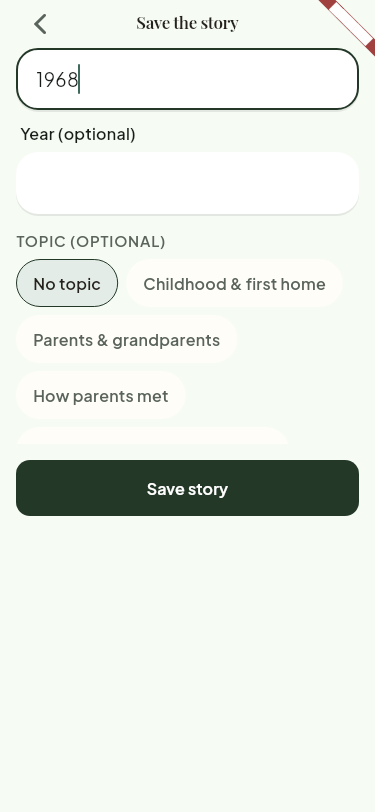 Save the story
1968
Year (optional)
TOPIC (OPTIONAL)
No topic
Childhood & first home
Parents & grandparents
How parents met
Save story